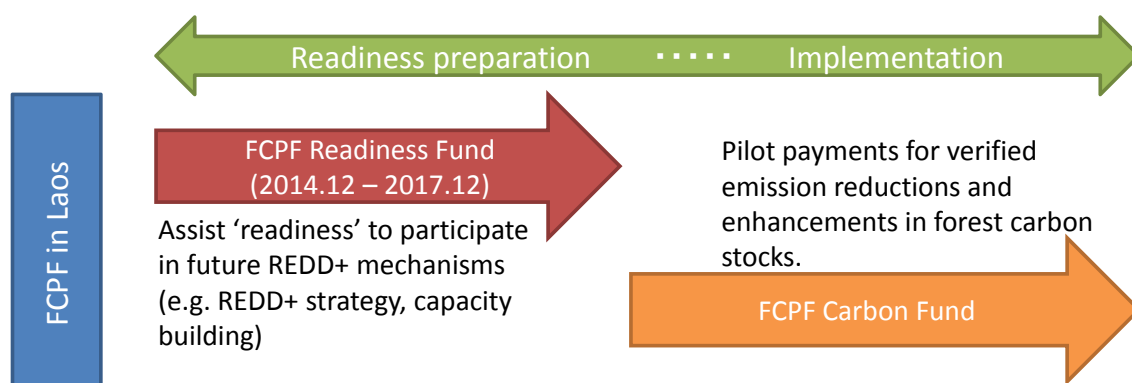 Readiness preparation ..... Implementation
FCPF in Laos
FCPF Readiness Fund
(2014.12 – 2017.12)
Assist ‘readiness’ to participate
in future REDD+ mechanisms
(e.g. REDD+ strategy, capacity
building)
Pilot payments for verified
emission reductions and
enhancements in forest carbon
stocks.
FCPF Carbon Fund